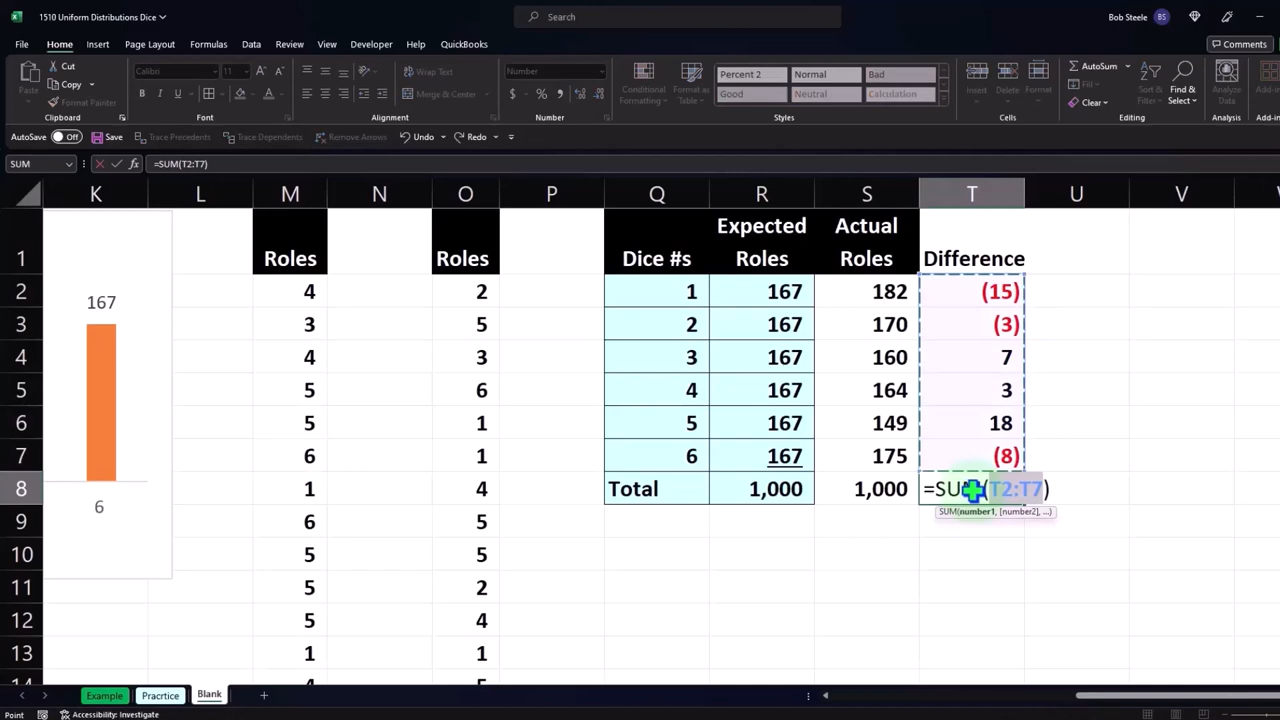 1510 Uniform Distributions Dice
Search
Bob Steele
BS
File Home Insert Page Layout Formulas Data Review View Developer Help QuickBooks
Comments
Paste
Cut
Copy
Format Painter
Clipboard
Calibri 11
B I U
Font
Wrap Text
Merge & Center
Alignment
Number
$ % ,
Number
Conditional Formatting
Format as Table
Percent 2 Normal Bad
Good Neutral Calculation
Styles
Insert Delete Format
Cells
AutoSum
Clear
Sort & Filter
Find & Select
Editing
Analyze Data
Analysis
Add-ins
Add-in
AutoSave Off Save Trace Precedents Trace Dependents Remove Arrows Undo Redo
SUM fx =SUM(T2:T7)
K L M N O P Q R S T U V
1 Roles Roles Dice #s Expected Roles Actual Roles Difference
2 167 4 2 1 167 182 (15)
3 3 5 2 167 170 (3)
4 4 3 3 167 160 7
5 5 6 4 167 164 3
6 5 1 5 167 149 18
7 6 1 6 167 175 (8)
8 1 4 Total 1,000 1,000 =SUM(T2:T7)
SUM(number1, [number2], ...)
9 6 6 5
10 5 5
11 5 2
12 5 4
13 1 1
14
Example Pracrtice Blank
Point Accessibility: Investigate